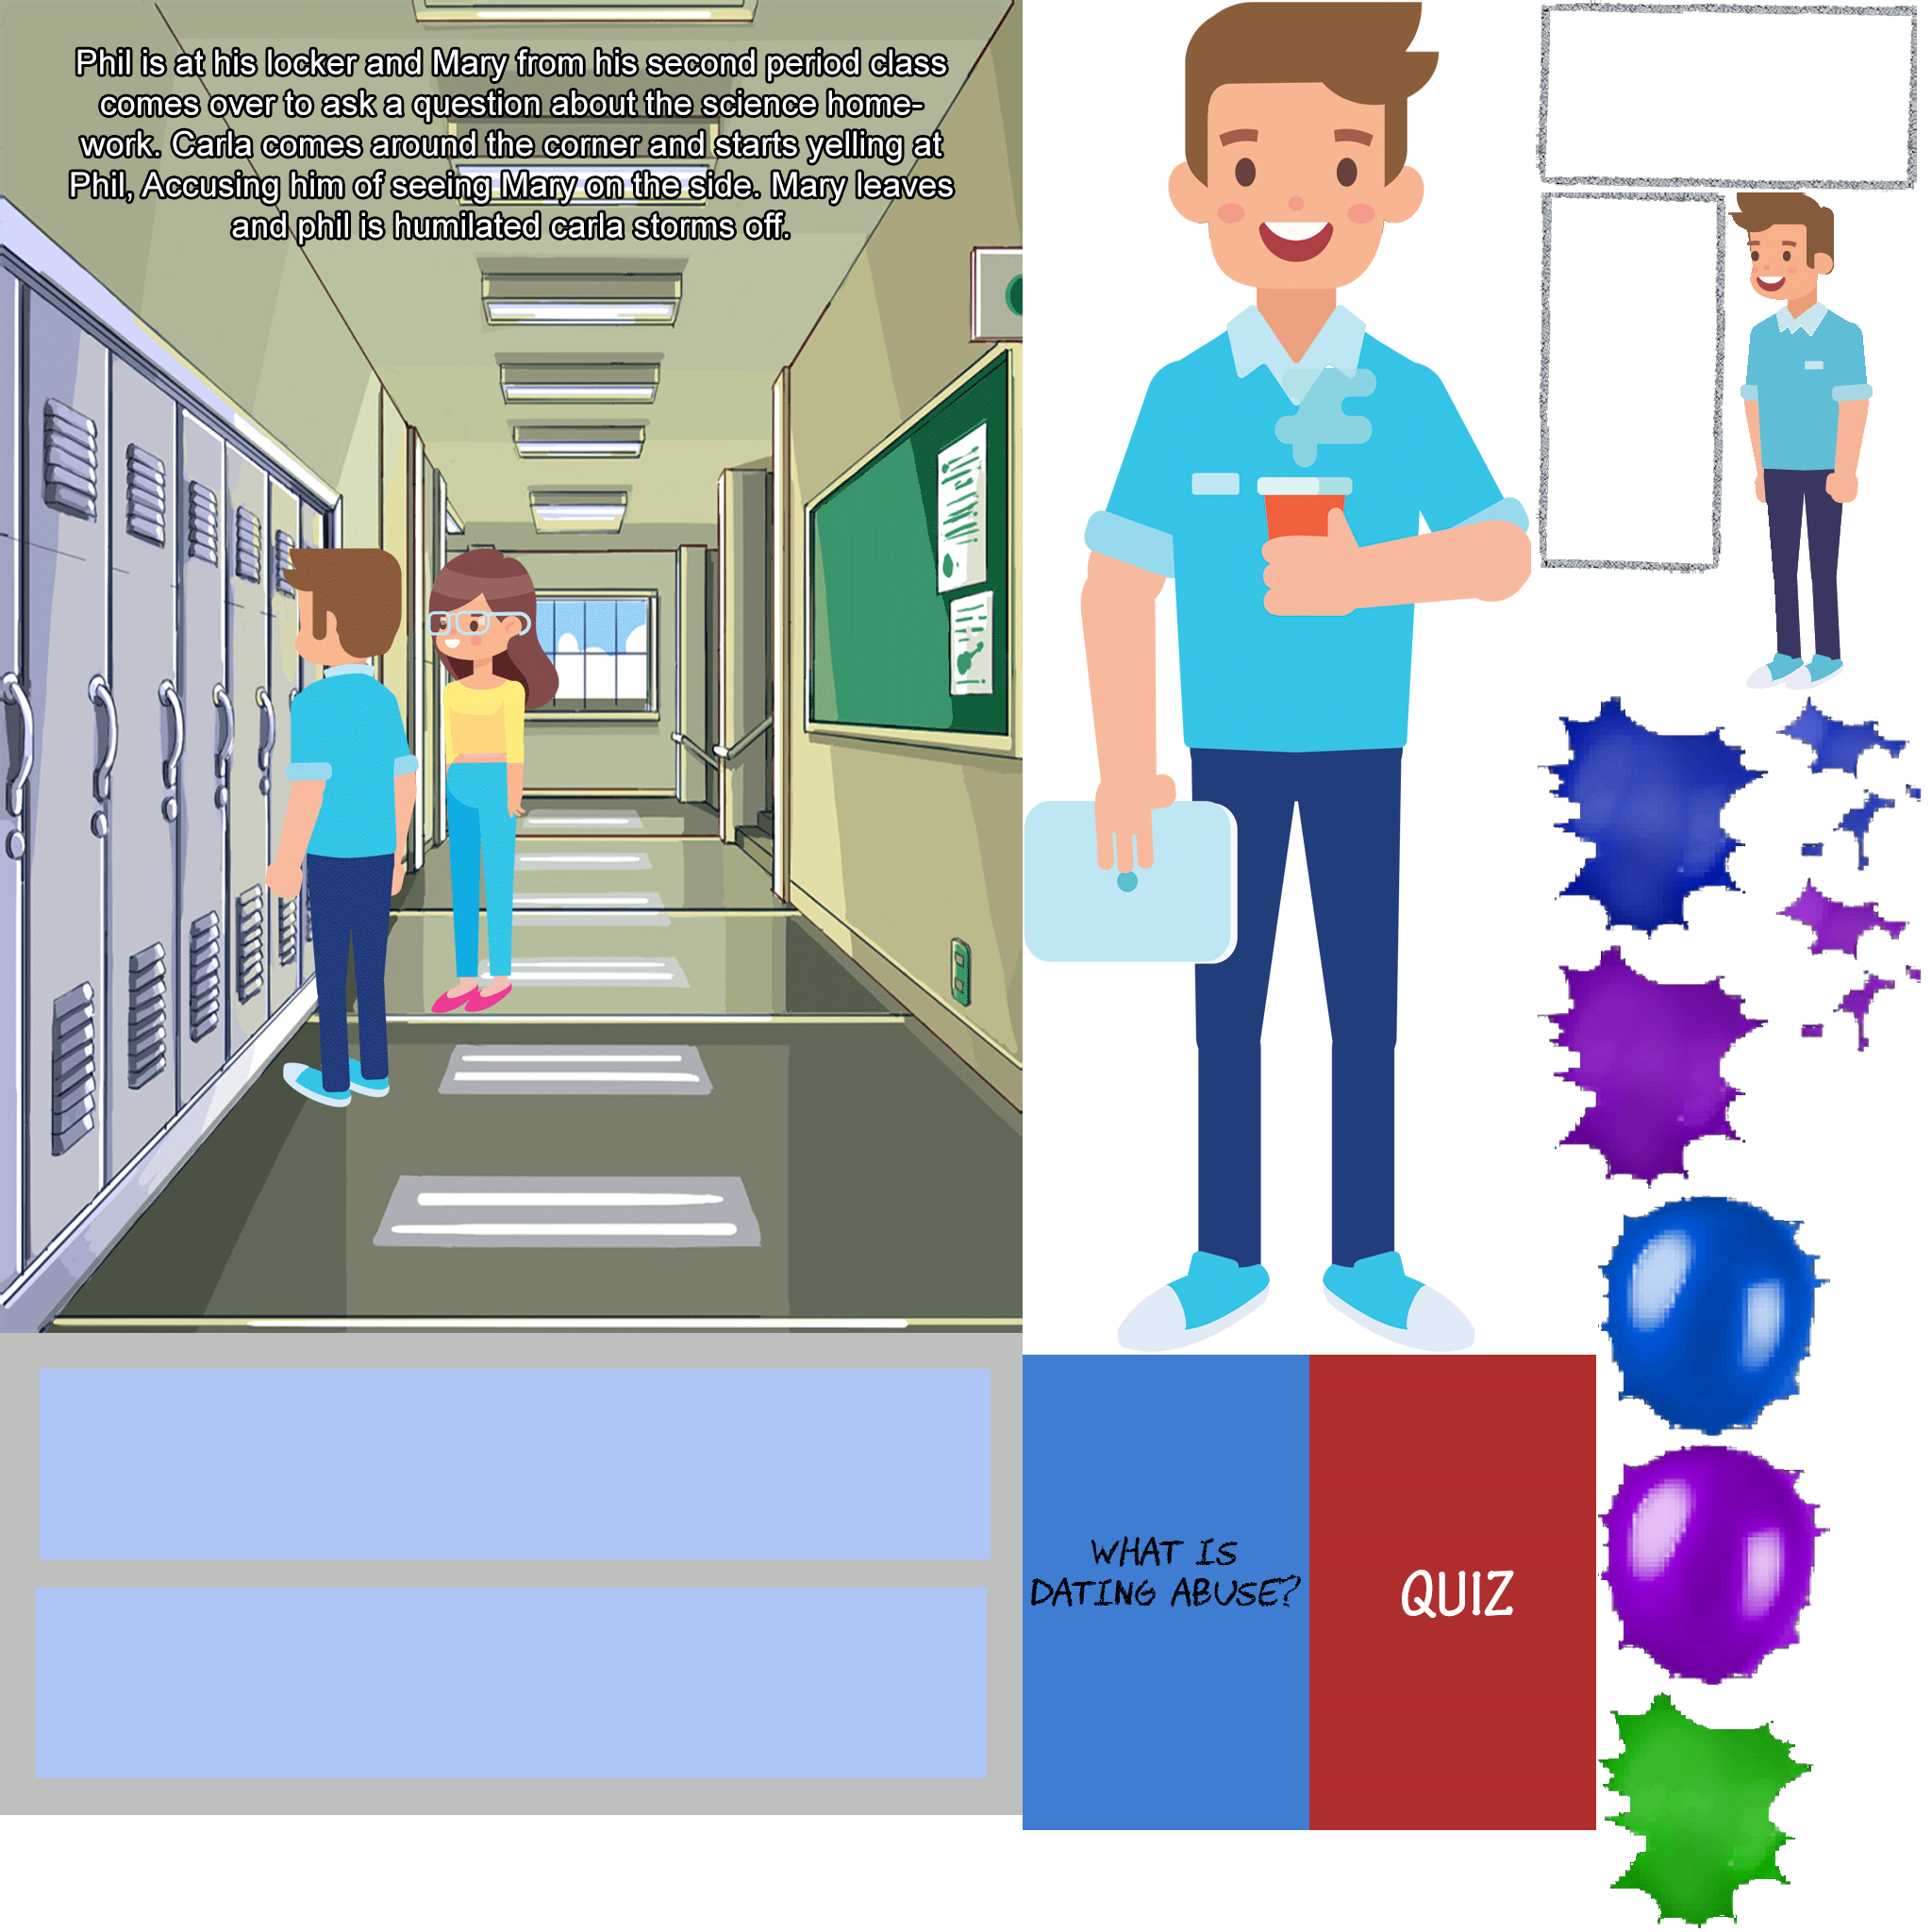 Phil is at his locker and Mary from his second period class
comes over to ask a question about the science home-
work. Carla comes around the corner and starts yelling at
Phil, Accusing him of seeing Mary on the side. Mary leaves
and phil is humilated carla storms off.
WHAT IS
DATING ABUSE?
QUIZ